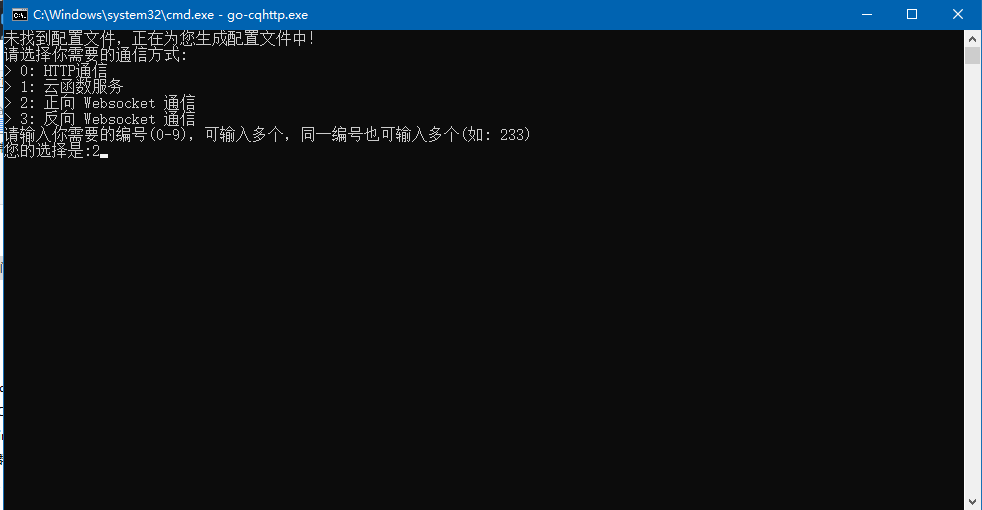 C:\Windows\system32\cmd.exe - go-cqhttp.exe
未找到配置文件，正在为您生成配置文件中！
请选择你需要的通信方式:
> 0: HTTP通信
> 1: 云函数服务
> 2: 正向 Websocket 通信
> 3: 反向 Websocket 通信
请输入你需要的编号(0-9)，可输入多个，同一编号也可输入多个(如: 233)
您的选择是:2